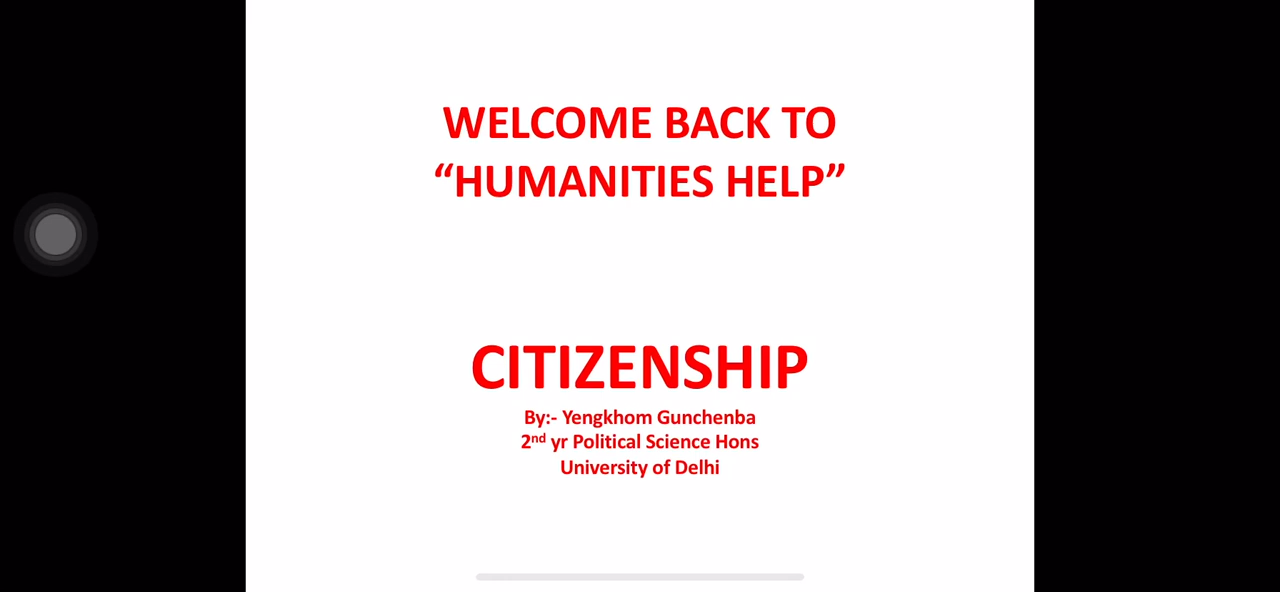 WELCOME BACK TO
“HUMANITIES HELP”
CITIZENSHIP
By:- Yengkhom Gunchenba
2nd yr Political Science Hons
University of Delhi